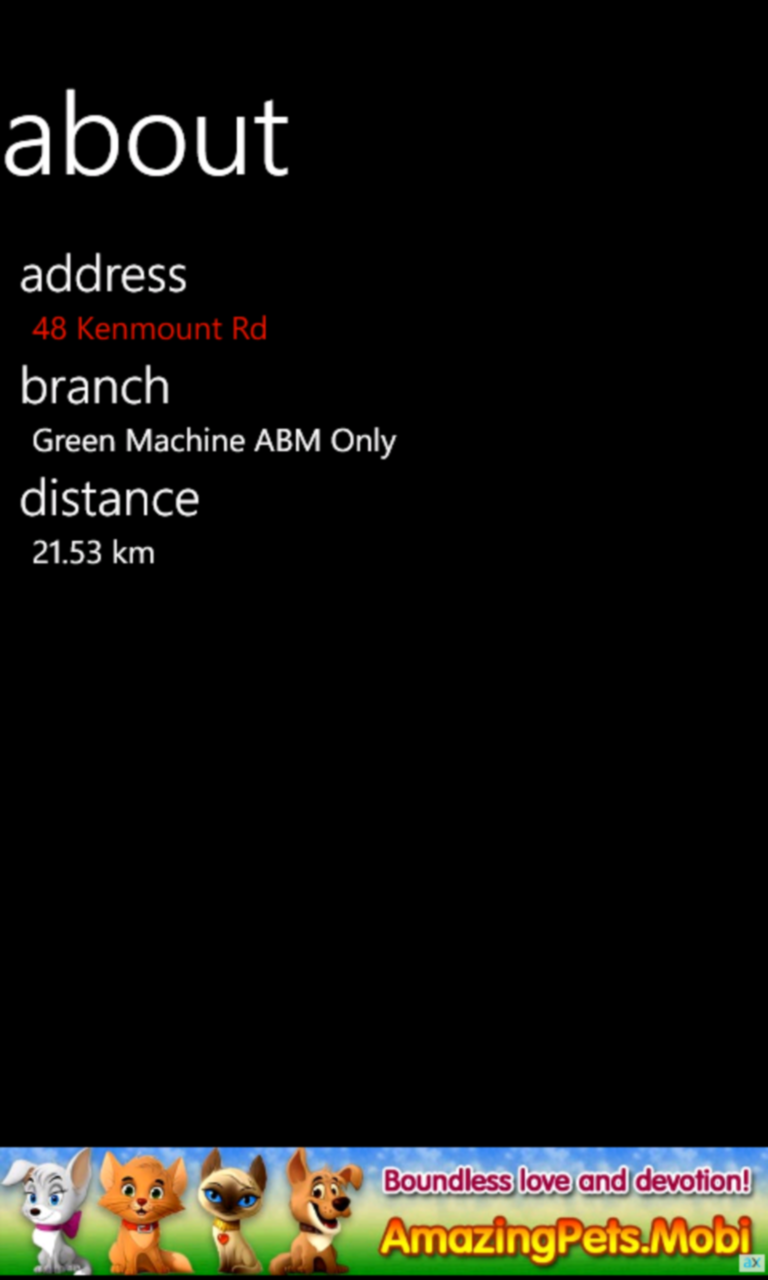 about
address
48 Kenmount Rd
branch
Green Machine ABM Only
distance
21.53 km
Boundless love and devotion!
AmazingPets.Mobi
ax